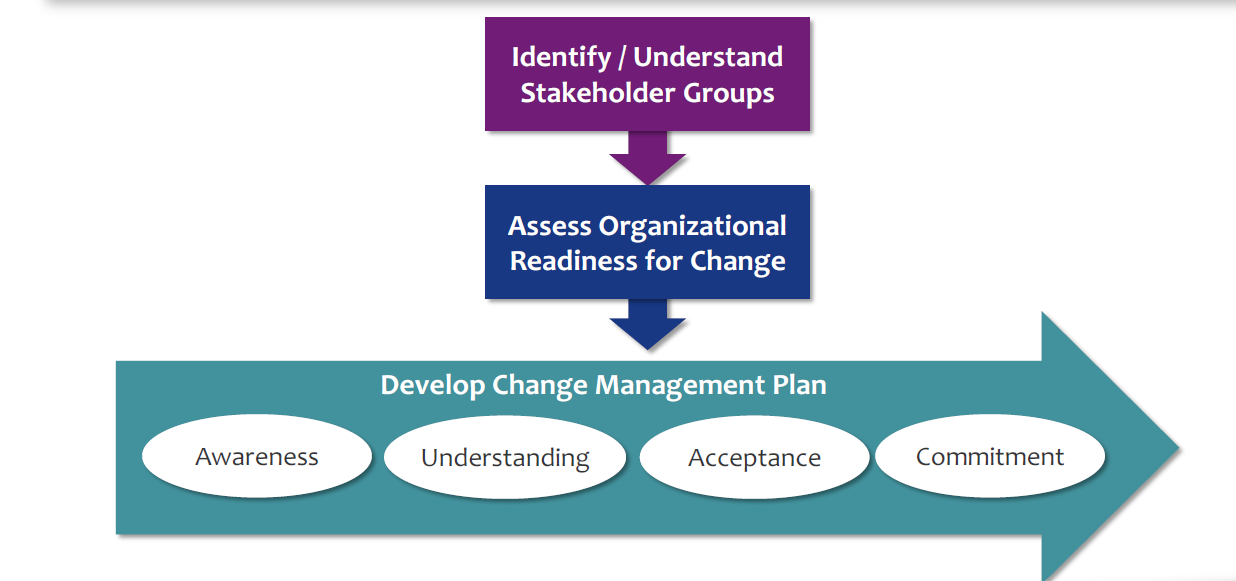 Identify / Understand
Stakeholder Groups
Assess Organizational
Readiness for Change
Develop Change Management Plan
Awareness
Understanding
Acceptance
Commitment